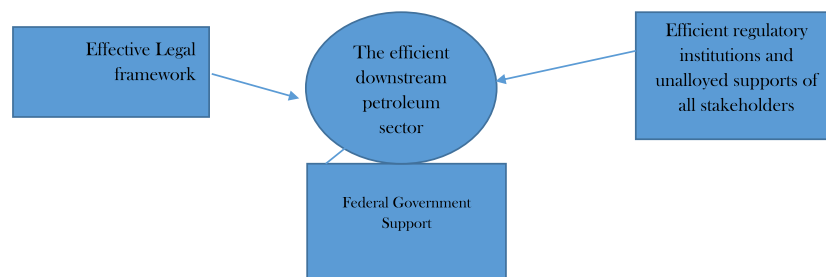 Effective Legal
framework
The efficient
downstream
petroleum
sector
Efficient regulatory
institutions and
unalloyed supports of
all stakeholders
Federal Government
Support